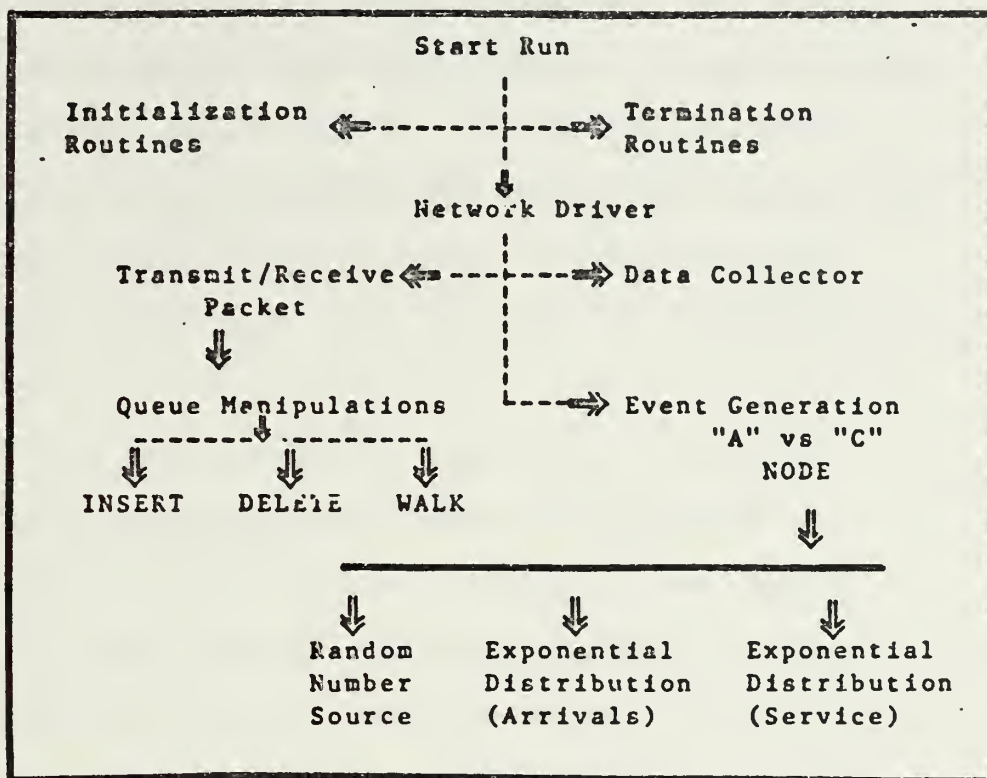 Start Run
Initialization
Routines
Termination
Routines
Network Driver
Transmit/Receive
Packet
Data Collector
Queue Manipulations
INSERT DELETE WALK
Event Generation
"A" vs "C"
NODE
Random
Number
Source
Exponential
Distribution
(Arrivals)
Exponential
Distribution
(Service)